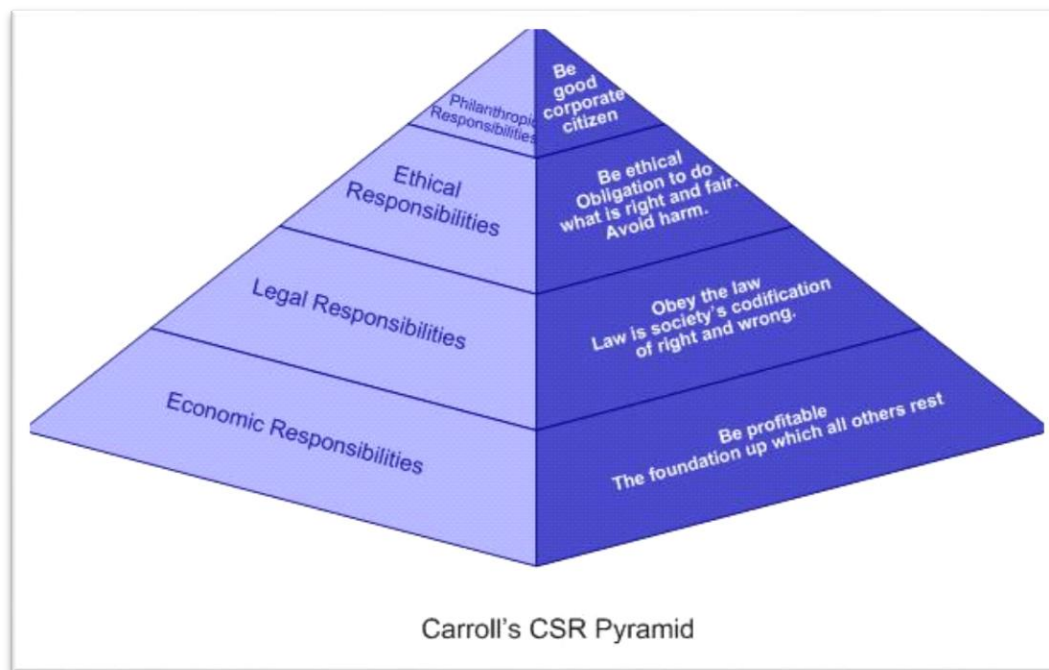 Philanthropic
Responsibilities
Be
good
corporate
citizen
Ethical
Responsibilities
Be ethical
Obligation to do
what is right and fair.
Avoid harm.
Legal Responsibilities
Obey the law
Law is society's codification
of right and wrong.
Economic Responsibilities
Be profitable
The foundation up which all others rest
Carroll's CSR Pyramid